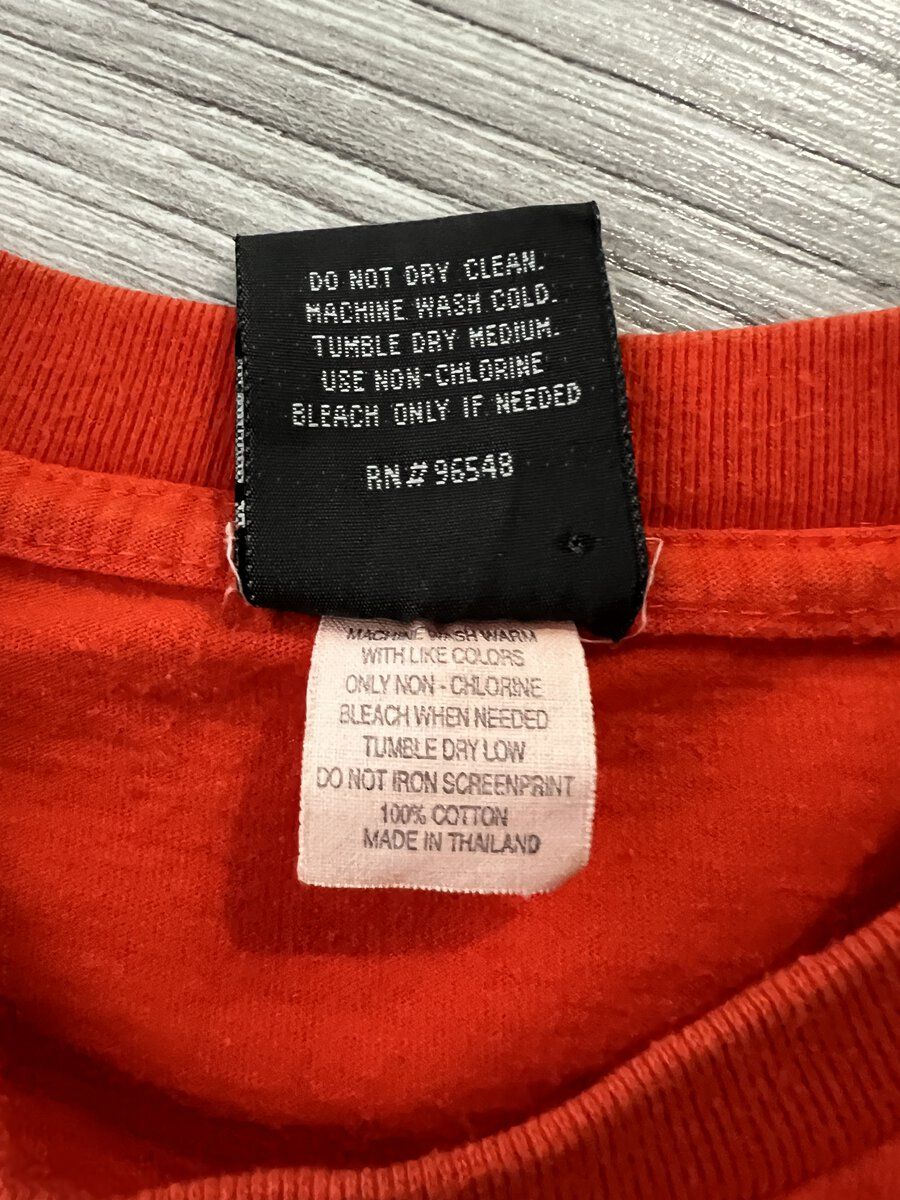 DO NOT DRY CLEAN.
MACHINE WASH COLD.
TUMBLE DRY MEDIUM.
USE NON-CHLORINE
BLEACH ONLY IF NEEDED
RN# 96548
MACHINE WASH WARM
WITH LIKE COLORS
ONLY NON - CHLORINE
BLEACH WHEN NEEDED
TUMBLE DRY LOW
DO NOT IRON SCREENPRINT
100% COTTON
MADE IN THAILAND